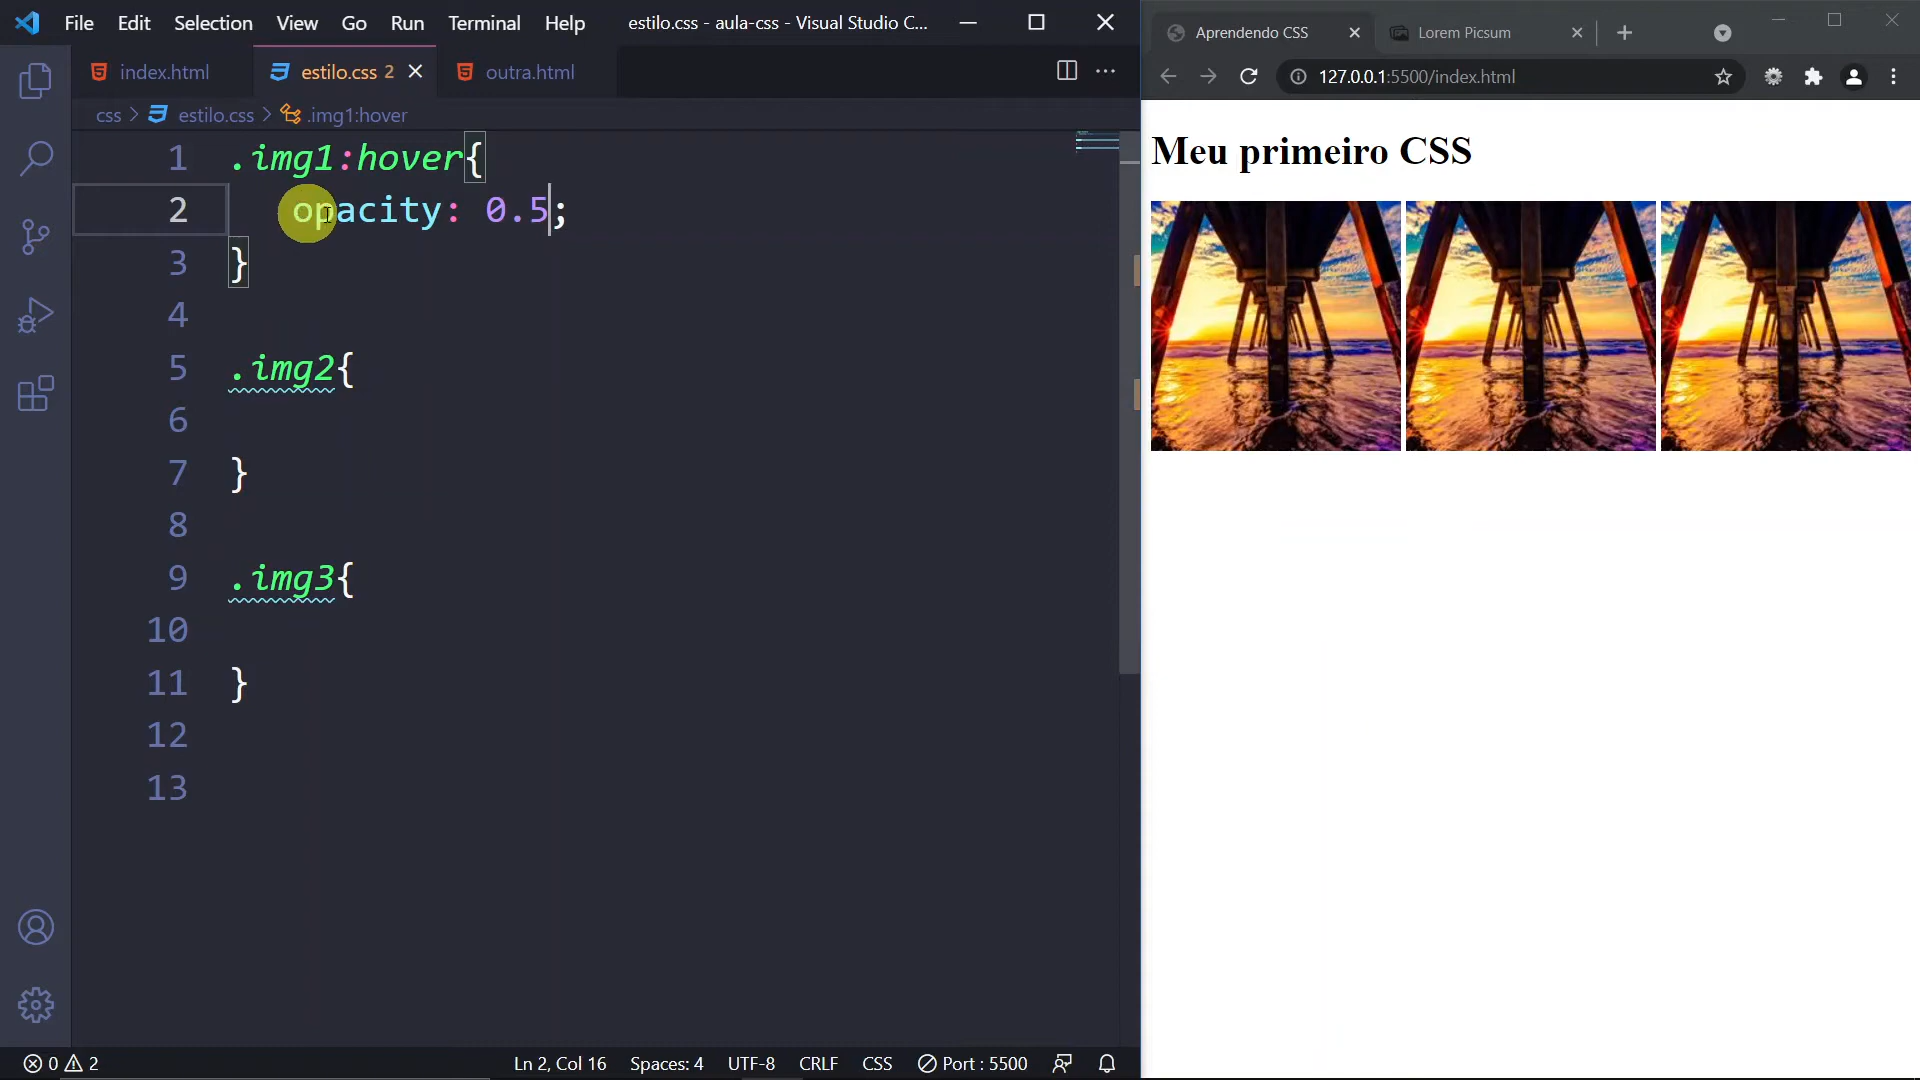 File Edit Selection View Go Run Terminal Help estilo.css - aula-css - Visual Studio C...
index.html estilo.css 2 outra.html
css > estilo.css > .img1:hover
1 .img1:hover{
2 opacity: 0.5;
3 }
4
5 .img2{
6
7 }
8
9 .img3{
10
11 }
12
13
0 2 Ln 2, Col 16 Spaces: 4 UTF-8 CRLF CSS Port : 5500
Aprendendo CSS Lorem Picsum
127.0.0.1:5500/index.html
Meu primeiro CSS